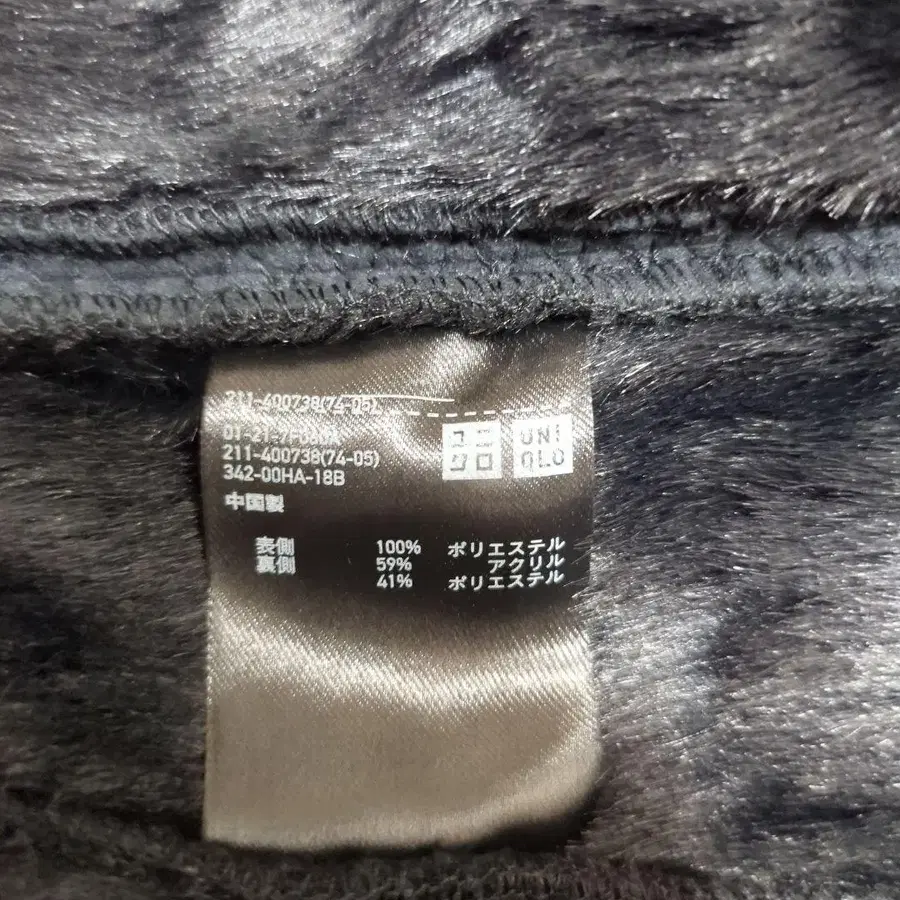 211-400738(74-05)
ユニ
クロ
UNI
QLO
211-400738(74-05)
342-00HA-18B
中国製
表側 100% ポリエステル
裏側 59% アクリル
41% ポリエステル